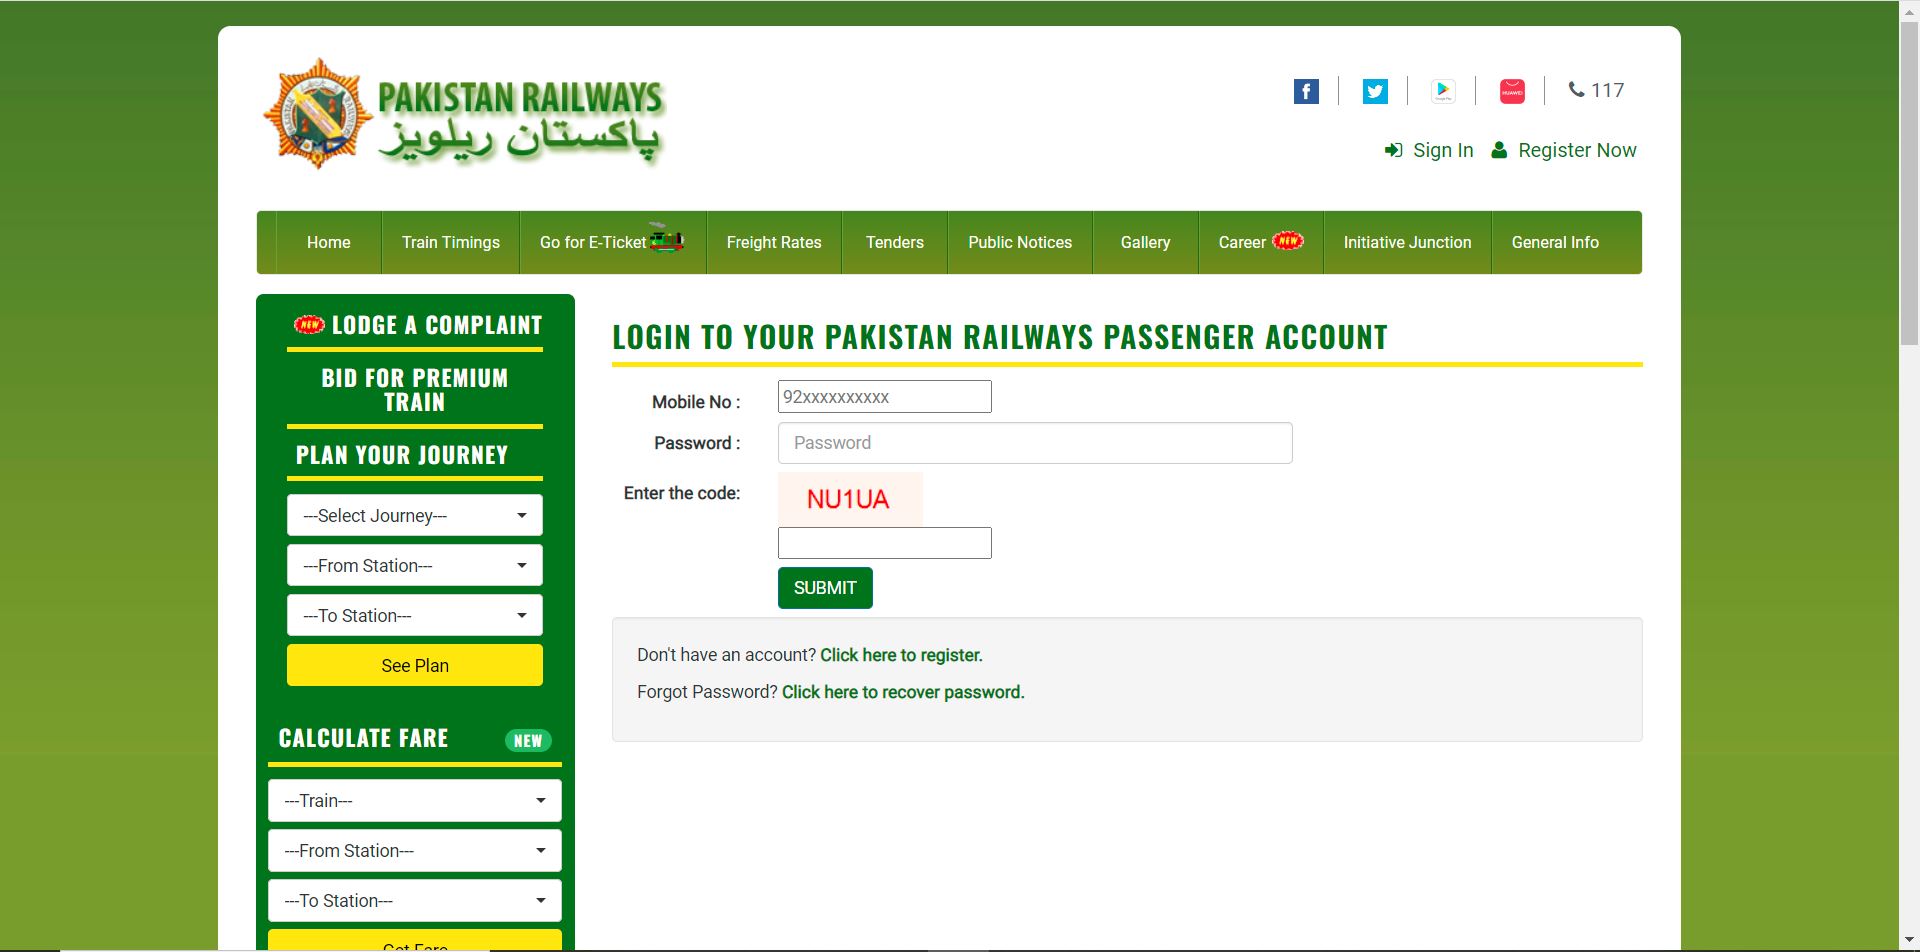 PAKISTAN RAILWAYS
پاکستان ریلویز
117
Sign In Register Now
Home Train Timings Go for E-Ticket Freight Rates Tenders Public Notices Gallery Career NEW Initiative Junction General Info
NEW LODGE A COMPLAINT
BID FOR PREMIUM
TRAIN
PLAN YOUR JOURNEY
---Select Journey---
---From Station---
---To Station---
See Plan
CALCULATE FARE NEW
---Train---
---From Station---
---To Station---
Get Fare
LOGIN TO YOUR PAKISTAN RAILWAYS PASSENGER ACCOUNT
Mobile No : 92xxxxxxxxxx
Password : Password
Enter the code: NU1UA
SUBMIT
Don't have an account? Click here to register.
Forgot Password? Click here to recover password.